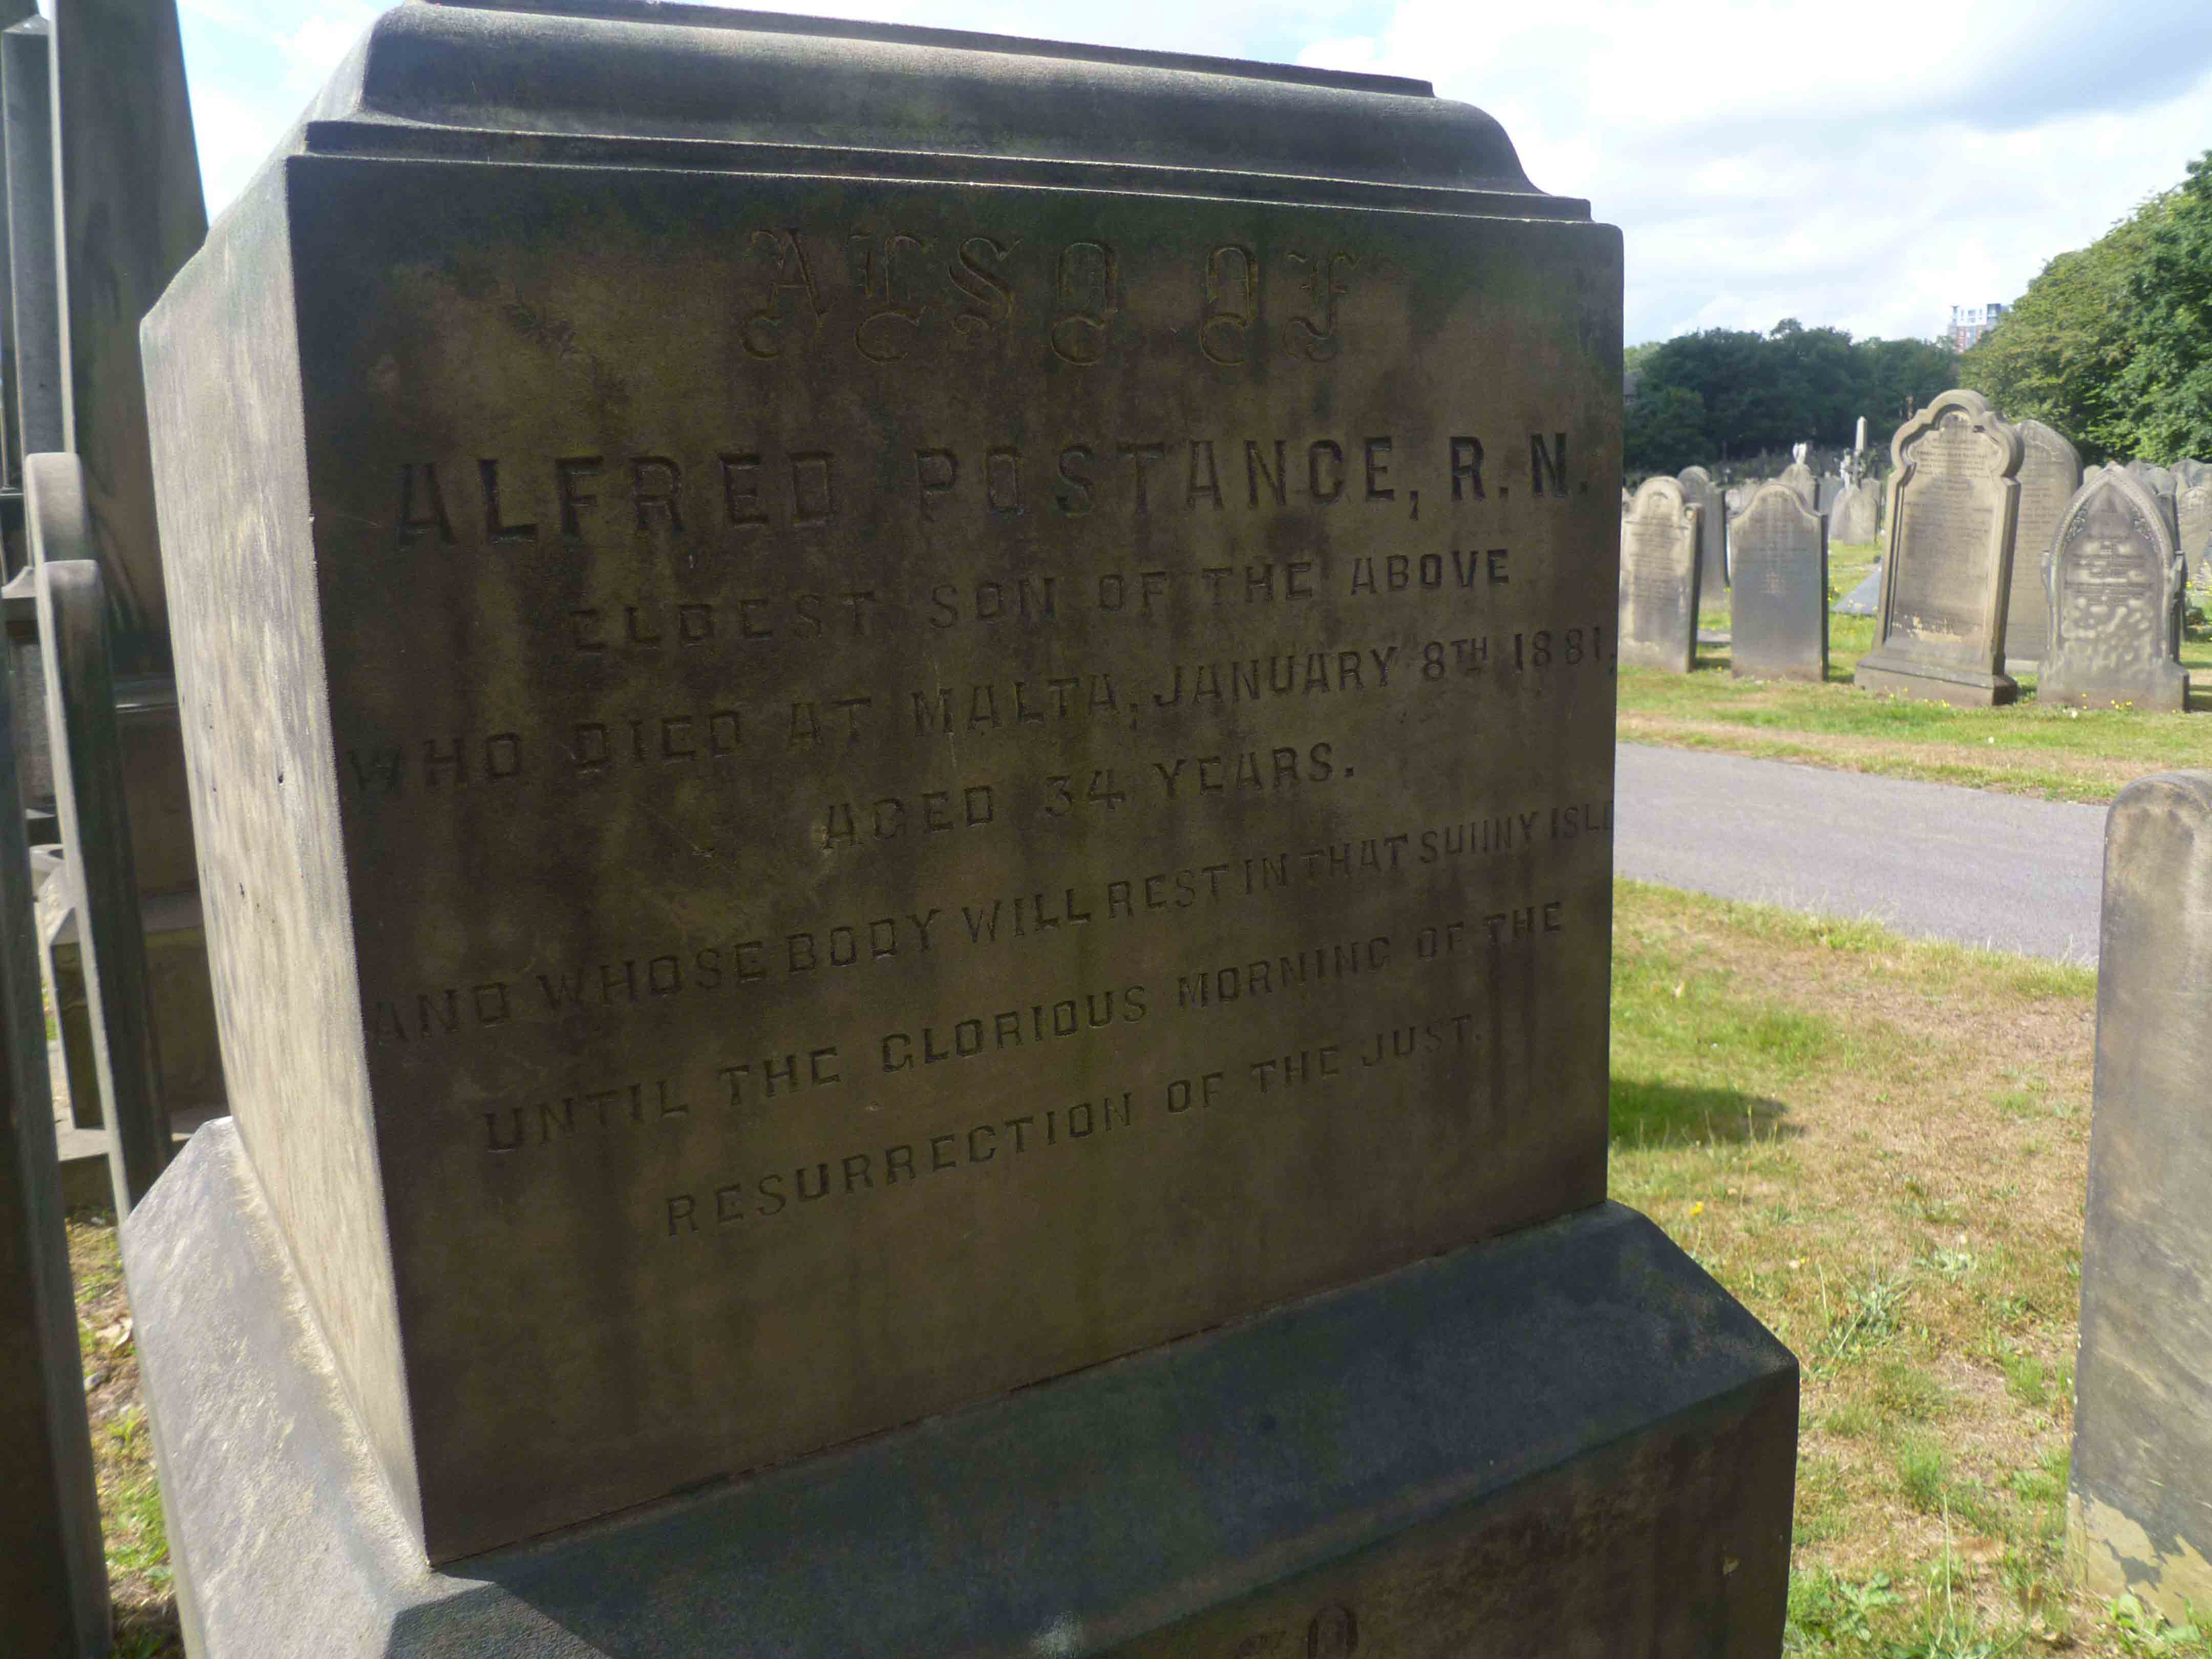 ALSO OF
ALFRED POSTANCE, R.N.
ELDEST SON OF THE ABOVE
WHO DIED AT MALTA, JANUARY 8TH 1881,
AGED 34 YEARS.
AND WHOSE BODY WILL REST IN THAT SUNNY ISLE
UNTIL THE GLORIOUS MORNING OF THE
RESURRECTION OF THE JUST.